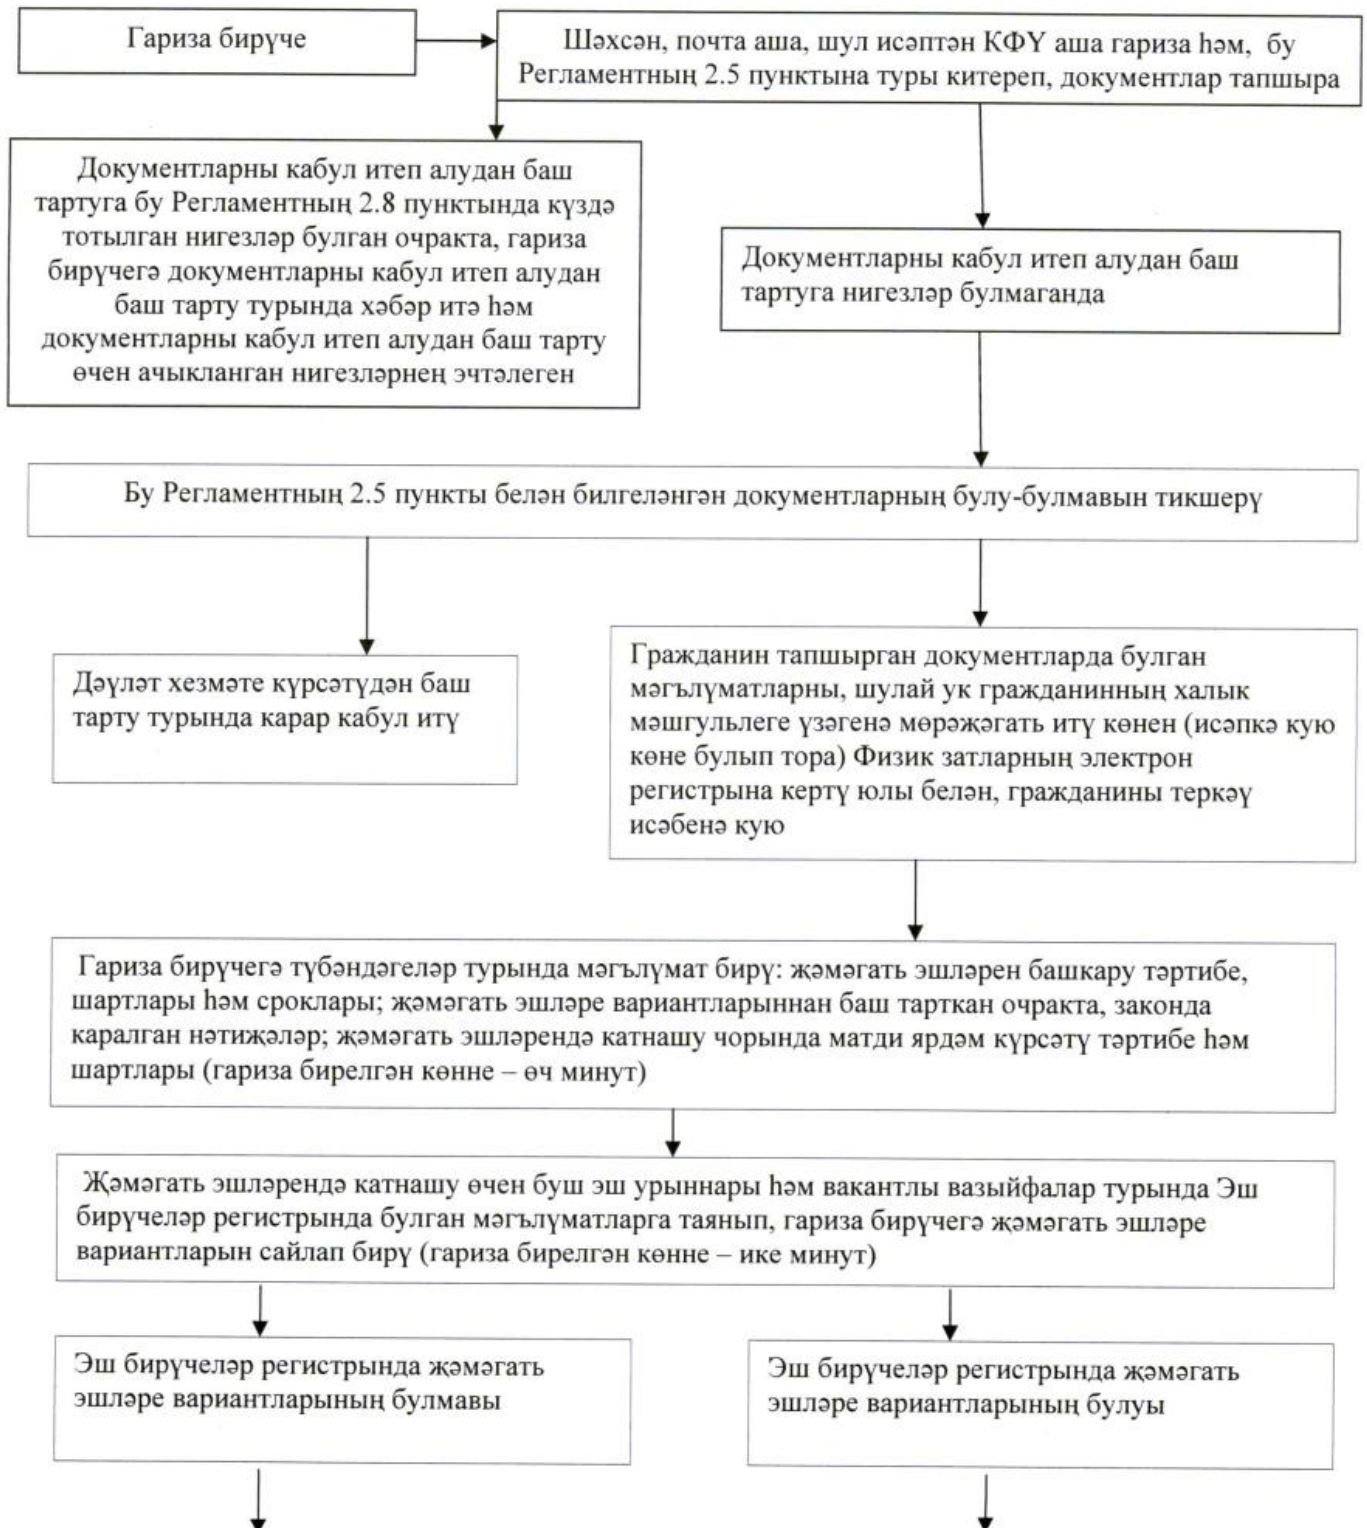 Гариза бирүче
Шәхсән, почта аша, шул исәптән КФҮ аша гариза һәм, бу
Регламентның 2.5 пунктына туры китереп, документлар тапшыра
Документларны кабул итеп алудан баш
тартуга бу Регламентның 2.8 пунктында күздә
тотылган нигезләр булган очракта, гариза
бирүчегә документларны кабул итеп алудан
баш тарту турында хәбәр итә һәм
документларны кабул итеп алудан баш тарту
өчен ачыкланган нигезләрнең эчтәлеген
Документларны кабул итеп алудан баш
тартуга нигезләр булмаганда
Бу Регламентның 2.5 пункты белән билгеләнгән документларның булу-булмавын тикшерү
Дәүләт хезмәте күрсәтүдән баш
тарту турында карар кабул итү
Гражданин тапшырган документларда булган
мәгълүматларны, шулай ук гражданинның халык
мәшгульлеге үзәгенә мөрәҗәгать итү көнен (исәпкә кую
көне булып тора) Физик затларның электрон
регистрына кертү юлы белән, гражданины теркәү
исәбенә кую
Гариза бирүчегә түбәндәгеләр турында мәгълүмат бирү: җәмәгать эшләрен башкару тәртибе,
шартлары һәм сроклары; җәмәгать эшләре вариантларыннан баш тарткан очракта, законда
каралган нәтиҗәләр; җәмәгать эшләрендә катнашу чорында матди ярдәм күрсәтү тәртибе һәм
шартлары (гариза бирелгән көнне – өч минут)
Җәмәгать эшләрендә катнашу өчен буш эш урыннары һәм вакантлы вазыйфалар турында Эш
бирүчеләр регистрында булган мәгълүматларга таянып, гариза бирүчегә җәмәгать эшләре
вариантларын сайлап бирү (гариза бирелгән көнне – ике минут)
Эш бирүчеләр регистрында җәмәгать
эшләре вариантларының булмавы
Эш бирүчеләр регистрында җәмәгать
эшләре вариантларының булуы